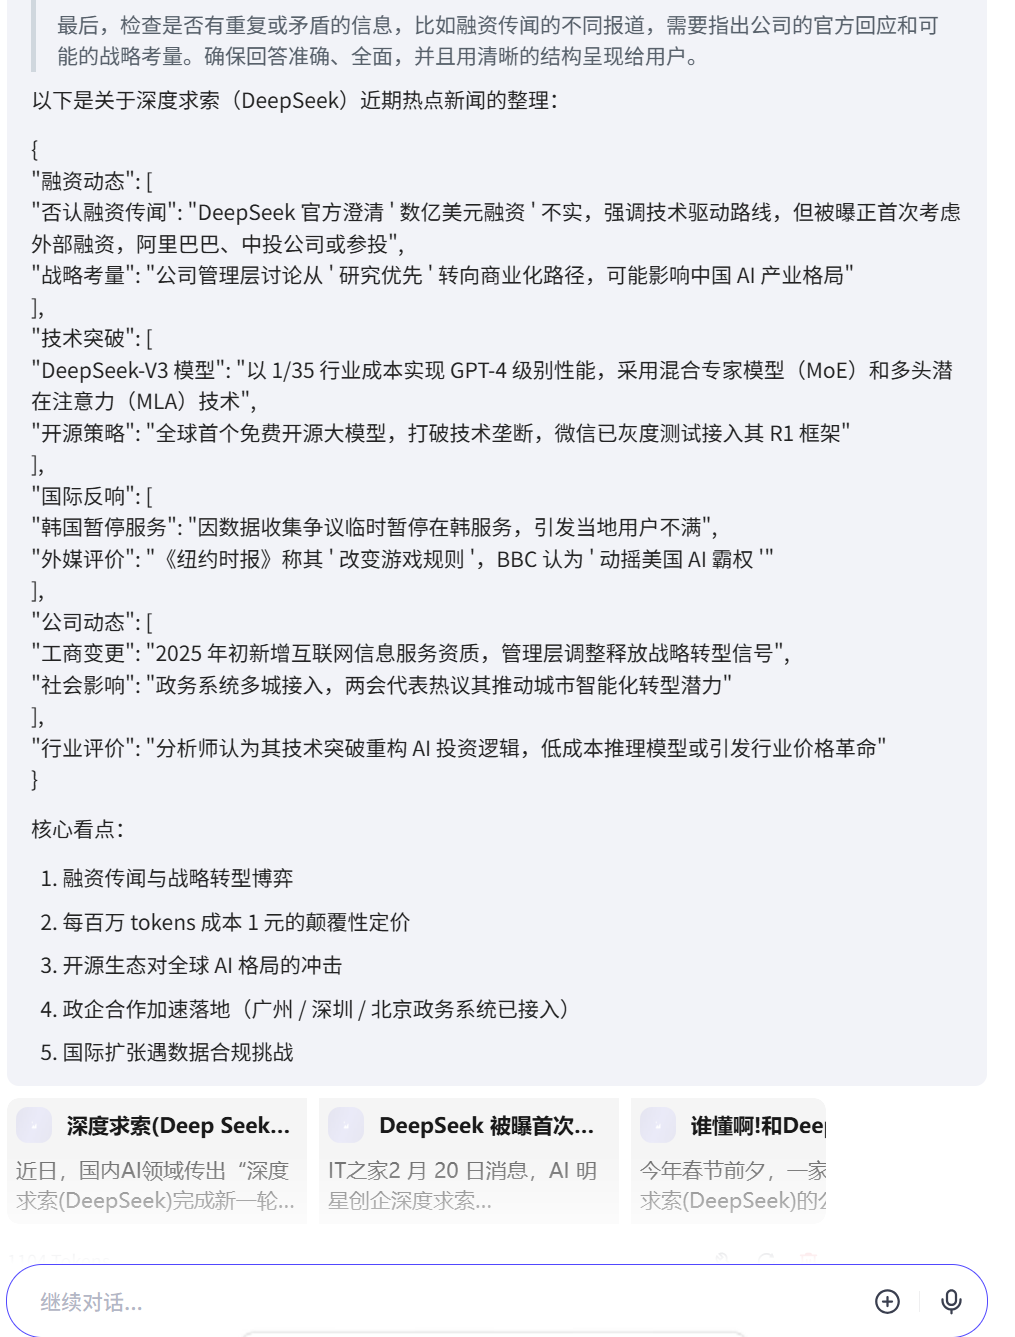 最后，检查是否有重复或矛盾的信息，比如融资传闻的不同报道，需要指出公司的官方回应和可
能的战略考量。确保回答准确、全面，并且用清晰的结构呈现给用户。
以下是关于深度求索（DeepSeek）近期热点新闻的整理：
{
"融资动态": [
"否认融资传闻": "DeepSeek 官方澄清 ' 数亿美元融资 ' 不实，强调技术驱动路线，但被曝正首次考虑
外部融资，阿里巴巴、中投公司或参投",
"战略考量": "公司管理层讨论从 ' 研究优先 ' 转向商业化路径，可能影响中国 AI 产业格局"
],
"技术突破": [
"DeepSeek-V3 模型": "以 1/35 行业成本实现 GPT-4 级别性能，采用混合专家模型（MoE）和多头潜
在注意力（MLA）技术",
"开源策略": "全球首个免费开源大模型，打破技术垄断，微信已灰度测试接入其 R1 框架"
],
"国际反响": [
"韩国暂停服务": "因数据收集争议临时暂停在韩服务，引发当地用户不满",
"外媒评价": "《纽约时报》称其 ' 改变游戏规则 '，BBC 认为 ' 动摇美国 AI 霸权 '"
],
"公司动态": [
"工商变更": "2025 年初新增互联网信息服务资质，管理层调整释放战略转型信号",
"社会影响": "政务系统多城接入，两会代表热议其推动城市智能化转型潜力"
],
"行业评价": "分析师认为其技术突破重构 AI 投资逻辑，低成本推理模型或引发行业价格革命"
}
核心看点：
1. 融资传闻与战略转型博弈
2. 每百万 tokens 成本 1 元的颠覆性定价
3. 开源生态对全球 AI 格局的冲击
4. 政企合作加速落地（广州 / 深圳 / 北京政务系统已接入）
5. 国际扩张遇数据合规挑战
深度求索(Deep Seek...
近日，国内AI领域传出“深度
求索(DeepSeek)完成新一轮...
DeepSeek 被曝首次...
IT之家2 月 20 日消息，AI 明
星创企深度求索...
谁懂啊!和Deep
今年春节前夕，一家
求索(DeepSeek)的公
继续对话...